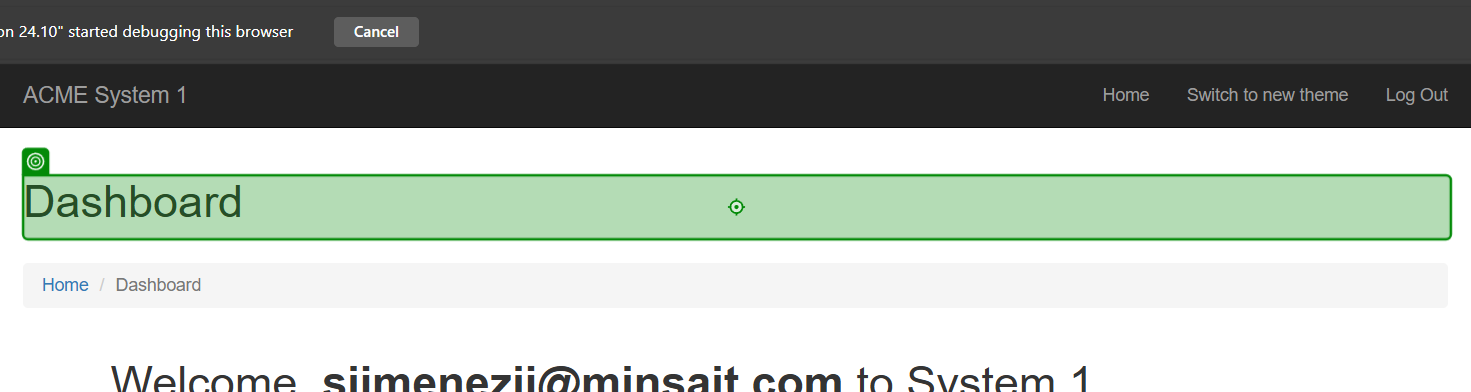 on 24.10" started debugging this browser Cancel
ACME System 1 Home Switch to new theme Log Out
Dashboard
Home / Dashboard
Welcome, sjimenezji@minsait.com to System 1